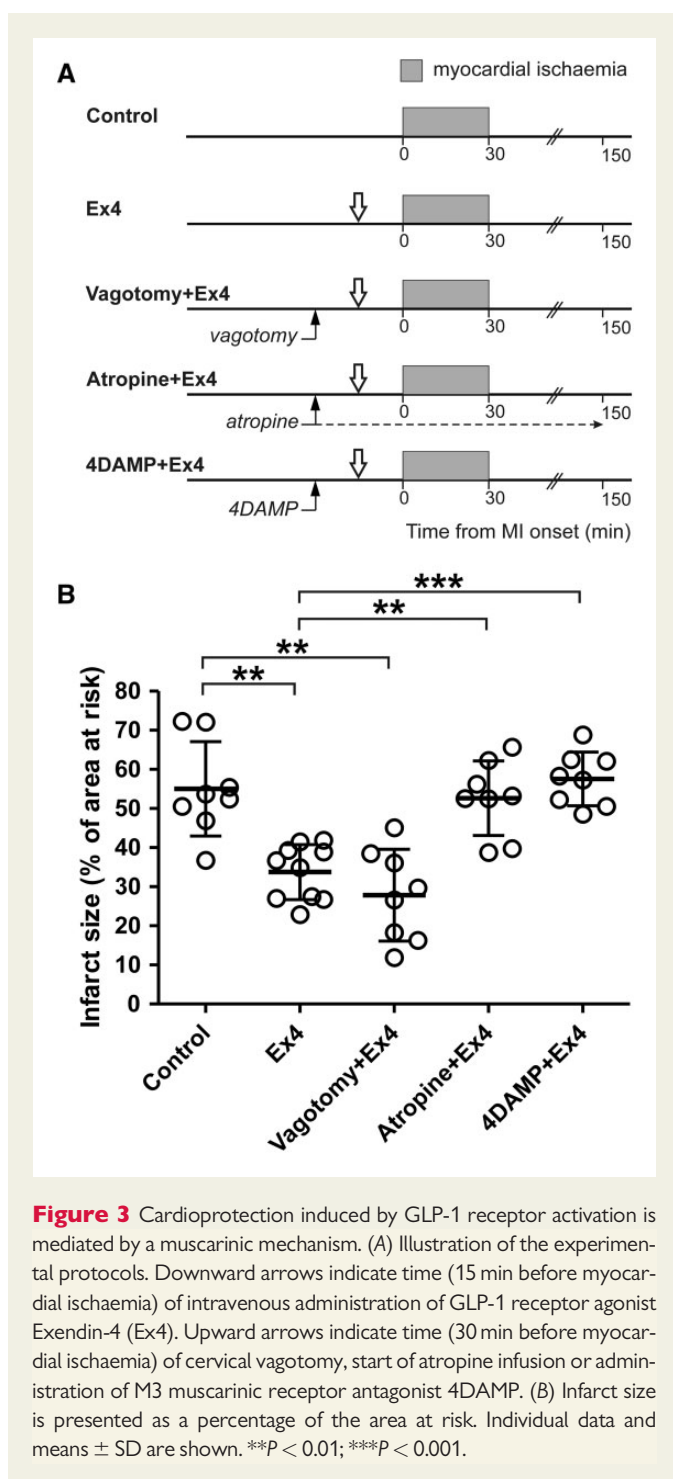 A
myocardial ischaemia
Control
0 30 150
Ex4
0 30 150
Vagotomy+Ex4
vagotomy
0 30 150
Atropine+Ex4
atropine
0 30 150
4DAMP+Ex4
4DAMP
0 30 150
Time from MI onset (min)
B
***
**
**
**
Infarct size (% of area at risk)
80
70
60
50
40
30
20
10
0
Control
Ex4
Vagotomy+Ex4
Atropine+Ex4
4DAMP+Ex4
Figure 3 Cardioprotection induced by GLP-1 receptor activation is
mediated by a muscarinic mechanism. (A) Illustration of the experimen-
tal protocols. Downward arrows indicate time (15 min before myocar-
dial ischaemia) of intravenous administration of GLP-1 receptor agonist
Exendin-4 (Ex4). Upward arrows indicate time (30 min before myocar-
dial ischaemia) of cervical vagotomy, start of atropine infusion or admin-
istration of M3 muscarinic receptor antagonist 4DAMP. (B) Infarct size
is presented as a percentage of the area at risk. Individual data and
means ± SD are shown. **P < 0.01; ***P < 0.001.